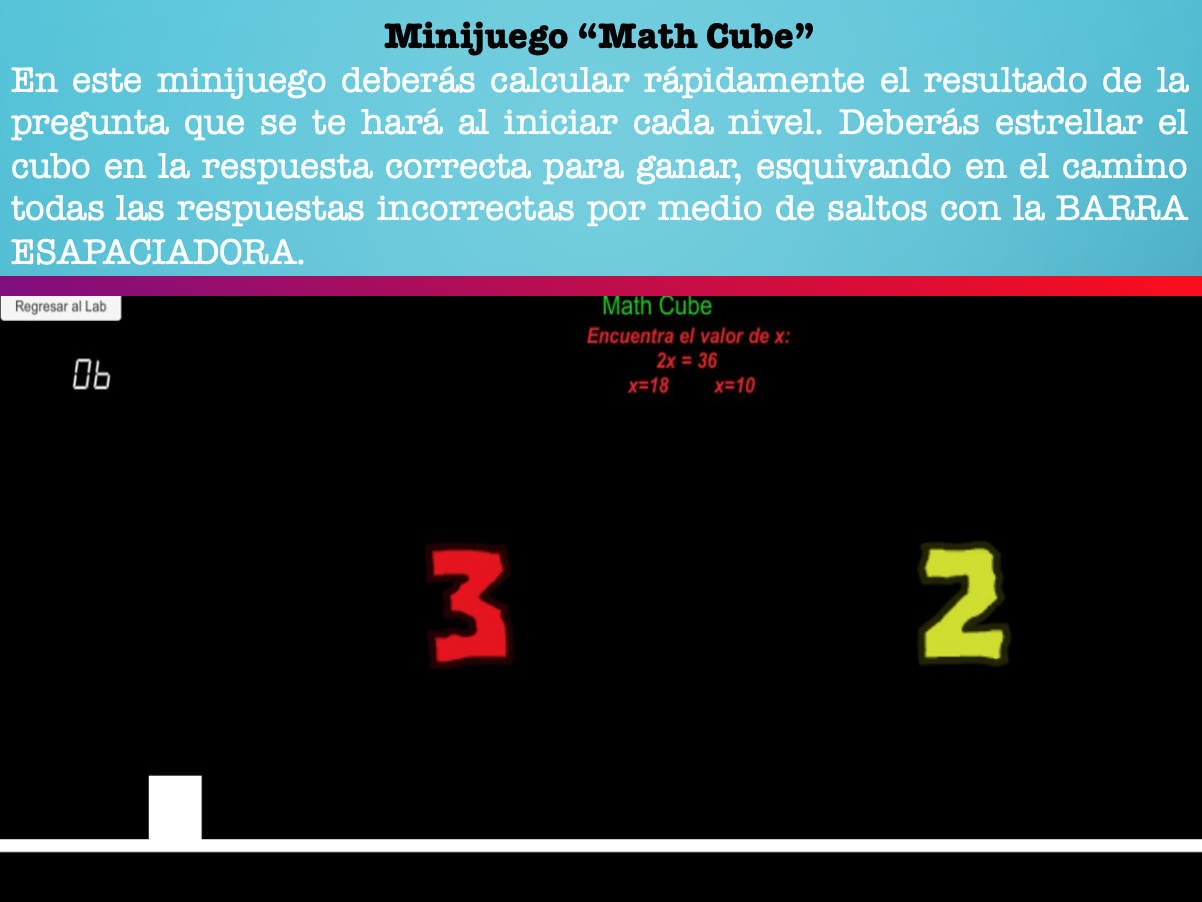 Minijuego “Math Cube”
En este minijuego deberás calcular rápidamente el resultado de la
pregunta que se te hará al iniciar cada nivel. Deberás estrellar el
cubo en la respuesta correcta para ganar, esquivando en el camino
todas las respuestas incorrectas por medio de saltos con la BARRA
ESAPACIADORA.
Regresar al Lab
Math Cube
Encuentra el valor de x:
2x = 36
x=18 x=10
06
3 2